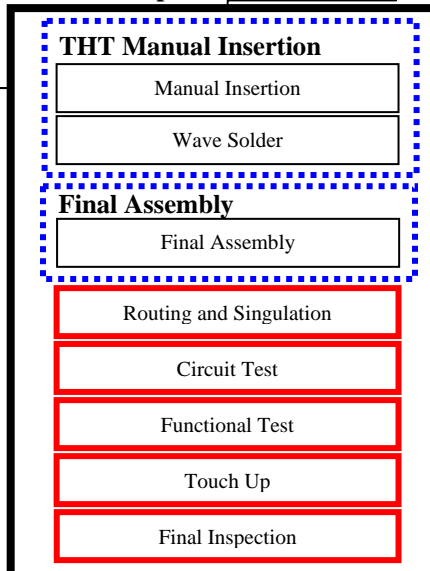 THT Manual Insertion
Manual Insertion
Wave Solder
Final Assembly
Final Assembly
Routing and Singulation
Circuit Test
Functional Test
Touch Up
Final Inspection